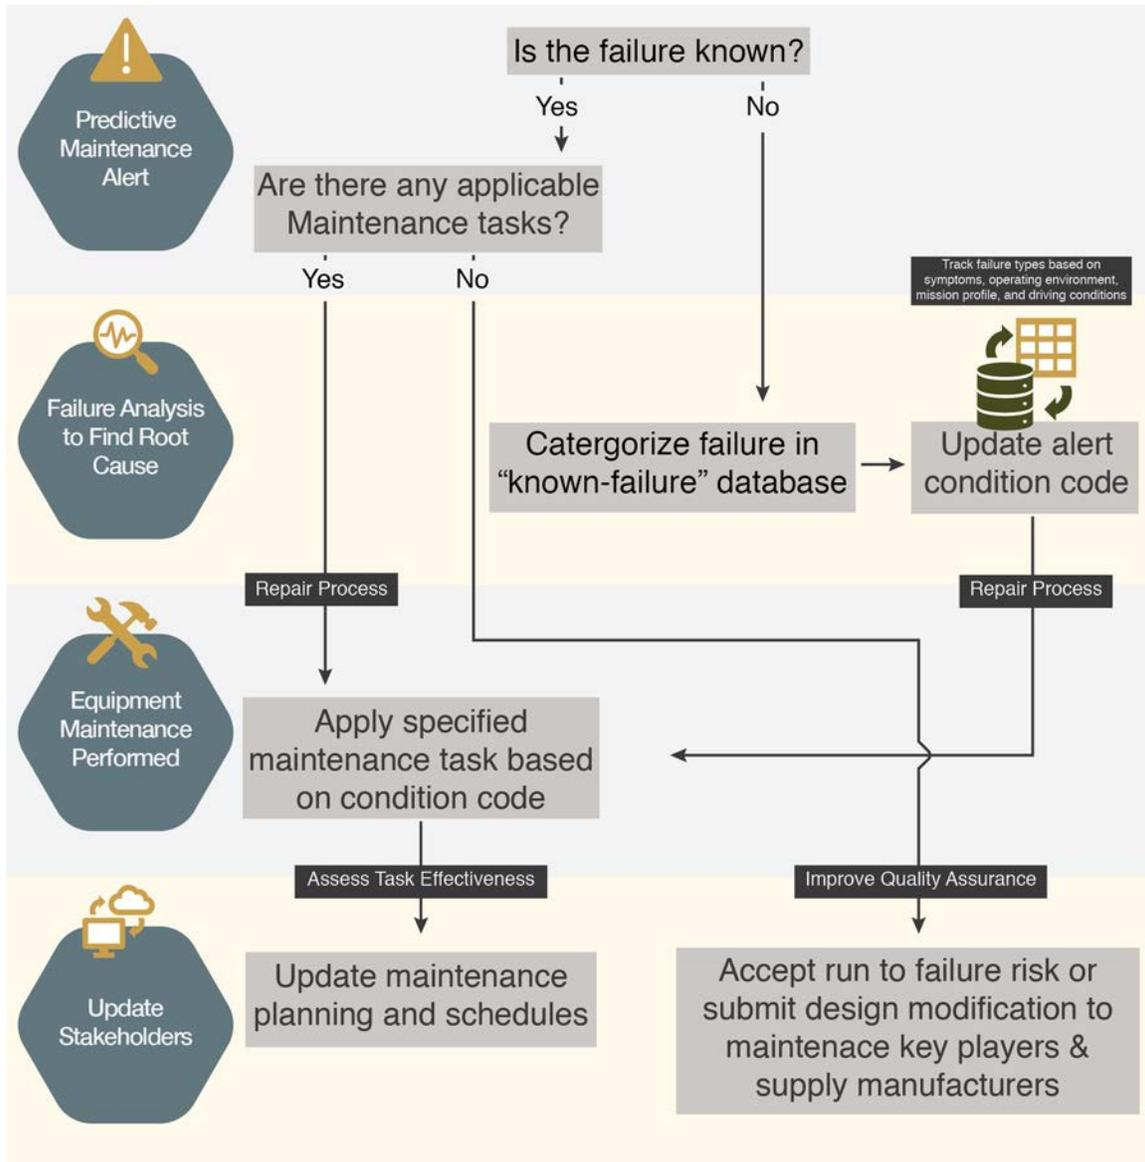 Is the failure known?
Yes
No
Predictive
Maintenance
Alert
Are there any applicable
Maintenance tasks?
Yes
No
Track failure types based on
symptoms, operating environment,
mission profile, and driving conditions
Failure Analysis
to Find Root
Cause
Catergorize failure in
“known-failure” database
Update alert
condition code
Repair Process
Repair Process
Equipment
Maintenance
Performed
Apply specified
maintenance task based
on condition code
Assess Task Effectiveness
Improve Quality Assurance
Update
Stakeholders
Update maintenance
planning and schedules
Accept run to failure risk or
submit design modification to
maintenace key players &
supply manufacturers